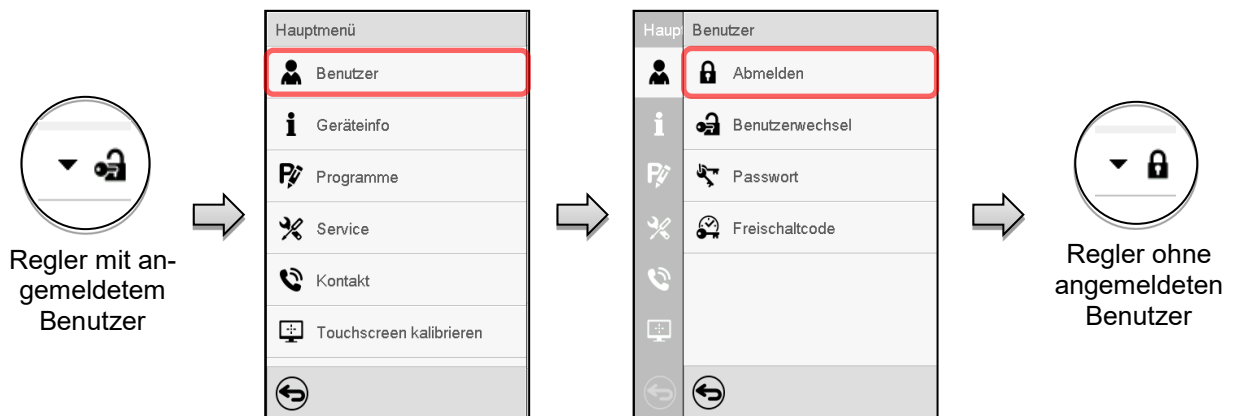 Regler mit an-
gemeldetem
Benutzer
Hauptmenü
Benutzer
Geräteinfo
Programme
Service
Kontakt
Touchscreen kalibrieren
Haup
Benutzer
Abmelden
Benutzerwechsel
Passwort
Freischaltcode
Regler ohne
angemeldeten
Benutzer